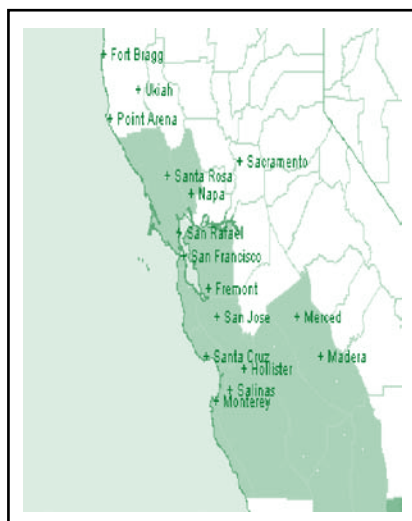 Fort Bragg
Ukiah
Point Arena
Sacramento
Santa Rosa
Napa
San Rafael
San Francisco
Fremont
San Jose
Merced
Santa Cruz
Madera
Hollister
Salinas
Monterey